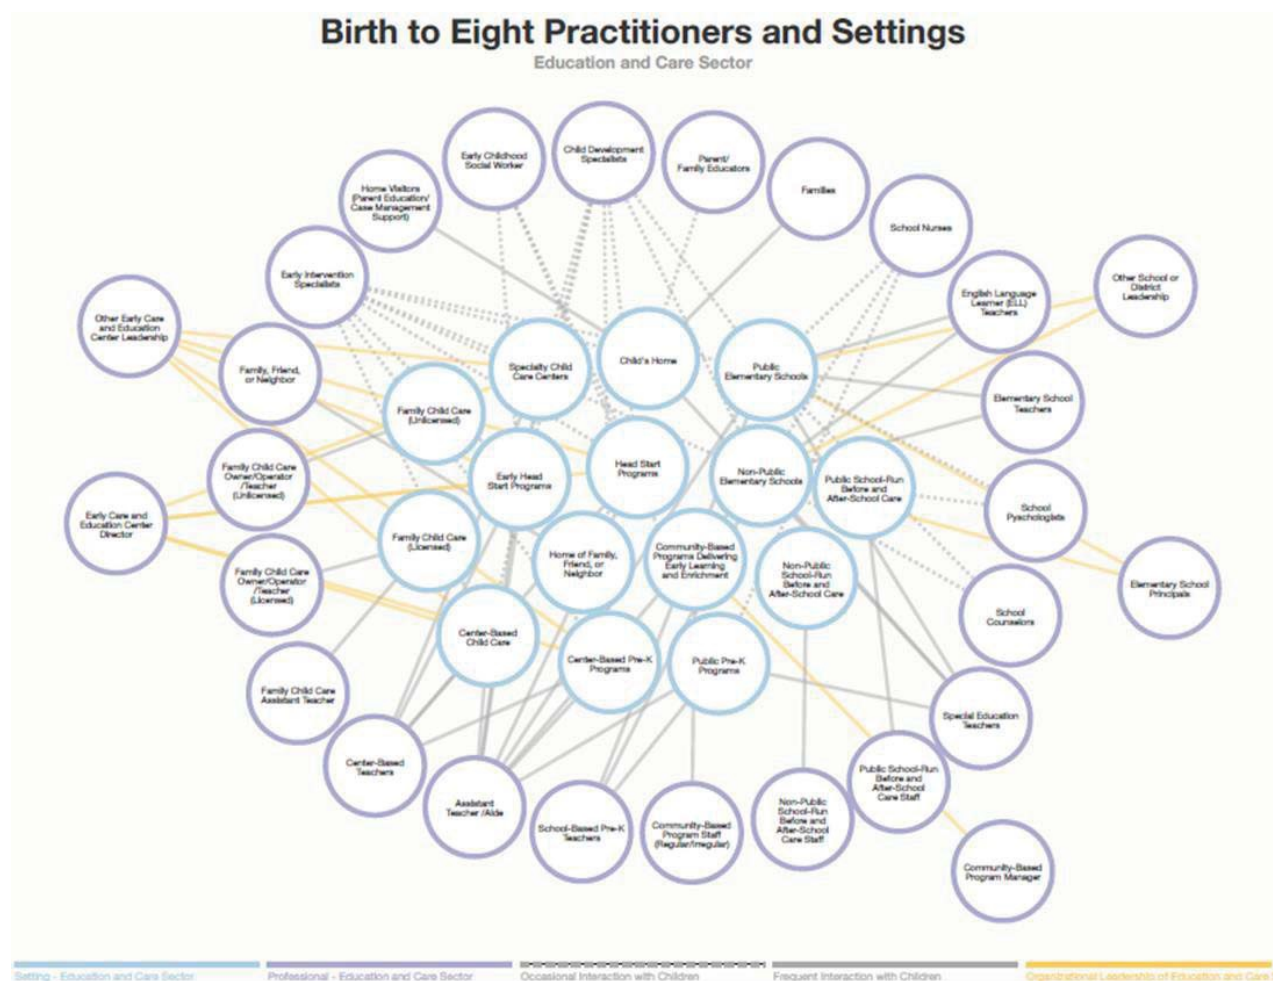 Birth to Eight Practitioners and Settings
Education and Care Sector
Early Childhood
Social Worker
Child Development
Specialists
Parent/
Family Educators
Families
Home Visitors
(Parent Education/
Case Management
Support)
School Nurses
Early Intervention
Specialists
English Language
Learner (ELL)
Teachers
Other School or
District
Leadership
Other Early Care
and Education
Center Leadership
Family, Friend,
or Neighbor
Specialty Child
Care Centers
Child's Home
Public
Elementary Schools
Elementary School
Teachers
Family Child Care
(Unlicensed)
Family Child Care
Owner/Operator
/Teacher
(Unlicensed)
Early Head
Start Programs
Head Start
Programs
Non-Public
Elementary Schools
Public School-Run
Before and
After-School Care
School
Pyschologists
Early Care and
Education Center
Director
Family Child Care
(Licensed)
Home of Family,
Friend, or
Neighbor
Community-Based
Programs Delivering
Early Learning
and Enrichment
Non-Public
School-Run
Before and
After-School Care
Elementary School
Principals
Family Child Care
Owner/Operator
/Teacher
(Licensed)
School
Counselors
Center-Based
Child Care
Center-Based Pre-K
Programs
Public Pre-K
Programs
Family Child Care
Assistant Teacher
Special Education
Teachers
Center-Based
Teachers
Public School-Run
Before and
After-School
Care Staff
Assistant
Teacher /Aide
School-Based Pre-K
Teachers
Community-Based
Program Staff
(Regular/Irregular)
Non-Public
School-Run
Before and
After-School
Care Staff
Community-Based
Program Manager
Setting - Education and Care Sector
Professional - Education and Care Sector
Occasional Interaction with Children
Frequent Interaction with Children
Organizational Leadership of Education and Care